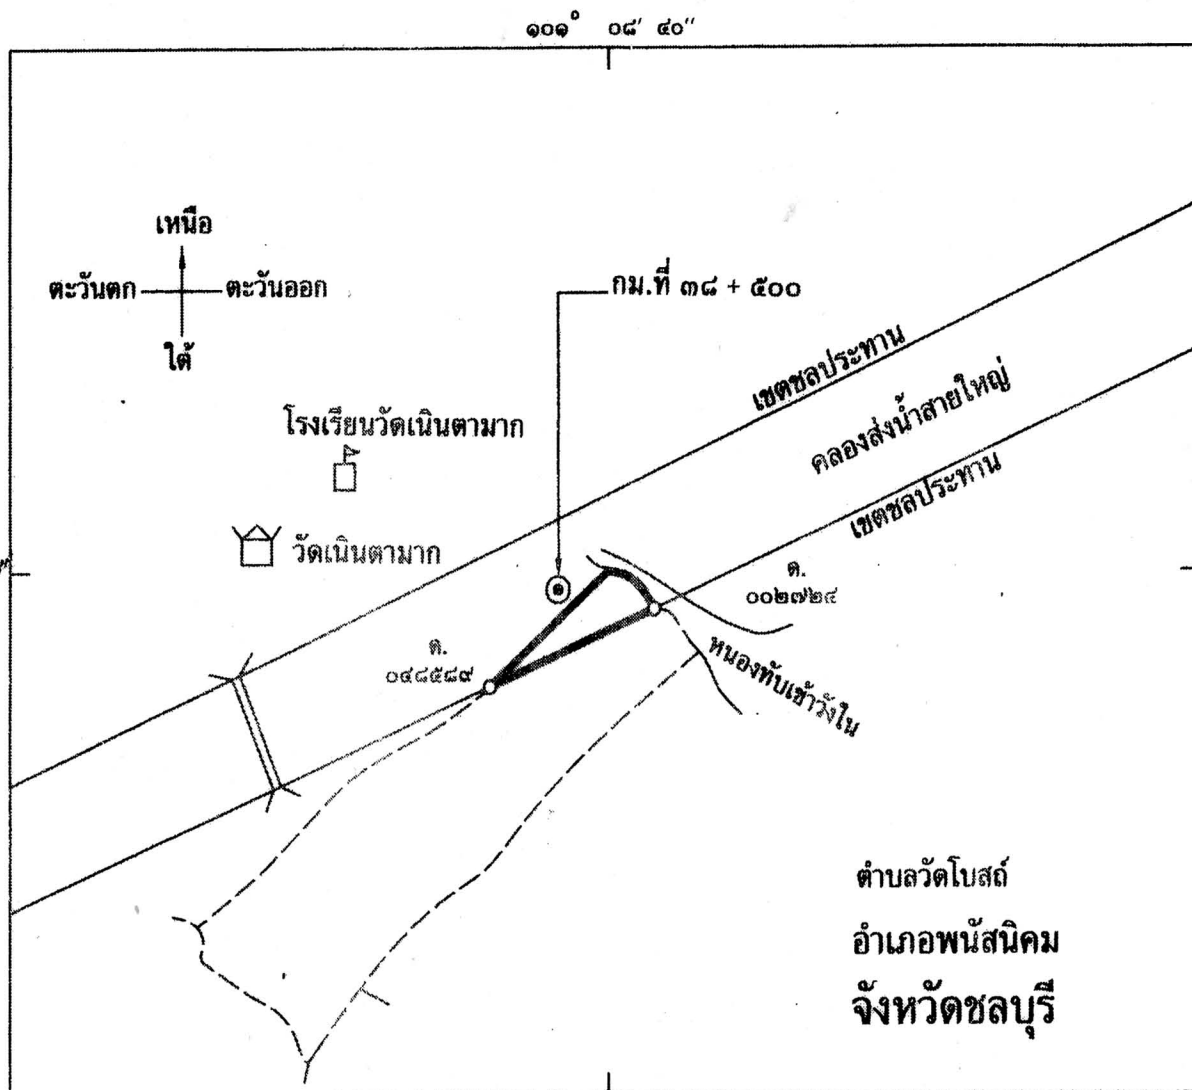 ๑๐๑° ๐๘' ๔๐"
เหนือ
ตะวันตก
ตะวันออก
ใต้
กม.ที่ ๓๘ + ๕๐๐
เขตชลประทาน
คลองส่งน้ำสายใหญ่
เขตชลประทาน
โรงเรียนวัดเนินตามาก
วัดเนินตามาก
๑
ต.
๐๐๒๗๒๔
ต.
๐๔๘๕๘๙
หนองทับเข้าวังใน
ตำบลวัดโบสถ์
อำเภอพนัสนิคม
จังหวัดชลบุรี